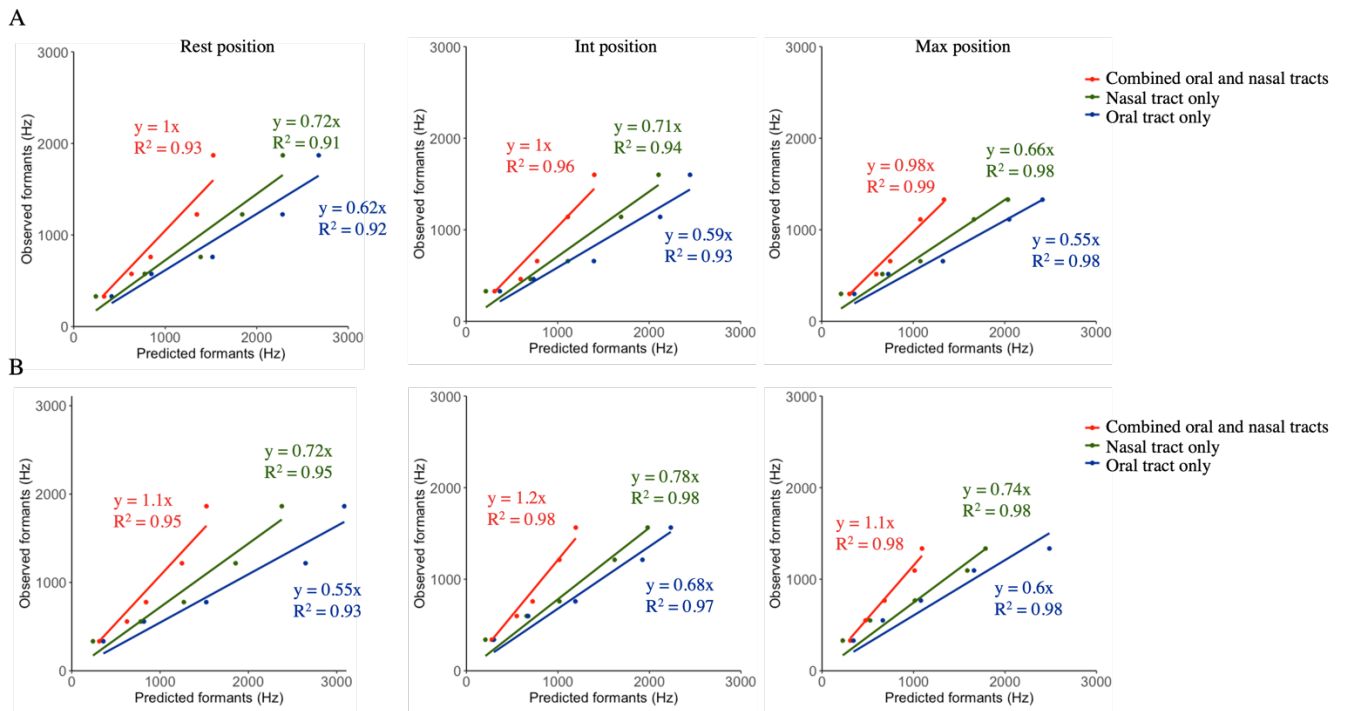 A
Rest position
Int position
Max position
3000
2000
1000
0
Observed formants (Hz)
y = 1x
R² = 0.93
y = 0.72x
R² = 0.91
y = 0.62x
R² = 0.92
0
1000
2000
3000
Predicted formants (Hz)
3000
2000
1000
0
Observed formants (Hz)
y = 1x
R² = 0.96
y = 0.71x
R² = 0.94
y = 0.59x
R² = 0.93
0
1000
2000
3000
Predicted formants (Hz)
3000
2000
1000
0
Observed formants (Hz)
y = 0.98x
R² = 0.99
y = 0.66x
R² = 0.98
y = 0.55x
R² = 0.98
0
1000
2000
3000
Predicted formants (Hz)
Combined oral and nasal tracts
Nasal tract only
Oral tract only
B
3000
2000
1000
0
Observed formants (Hz)
y = 1.1x
R² = 0.95
y = 0.72x
R² = 0.95
y = 0.55x
R² = 0.93
0
1000
2000
3000
Predicted formants (Hz)
3000
2000
1000
0
Observed formants (Hz)
y = 1.2x
R² = 0.98
y = 0.78x
R² = 0.98
y = 0.68x
R² = 0.97
0
1000
2000
3000
Predicted formants (Hz)
3000
2000
1000
0
Observed formants (Hz)
y = 1.1x
R² = 0.98
y = 0.74x
R² = 0.98
y = 0.6x
R² = 0.98
0
1000
2000
3000
Predicted formants (Hz)
Combined oral and nasal tracts
Nasal tract only
Oral tract only